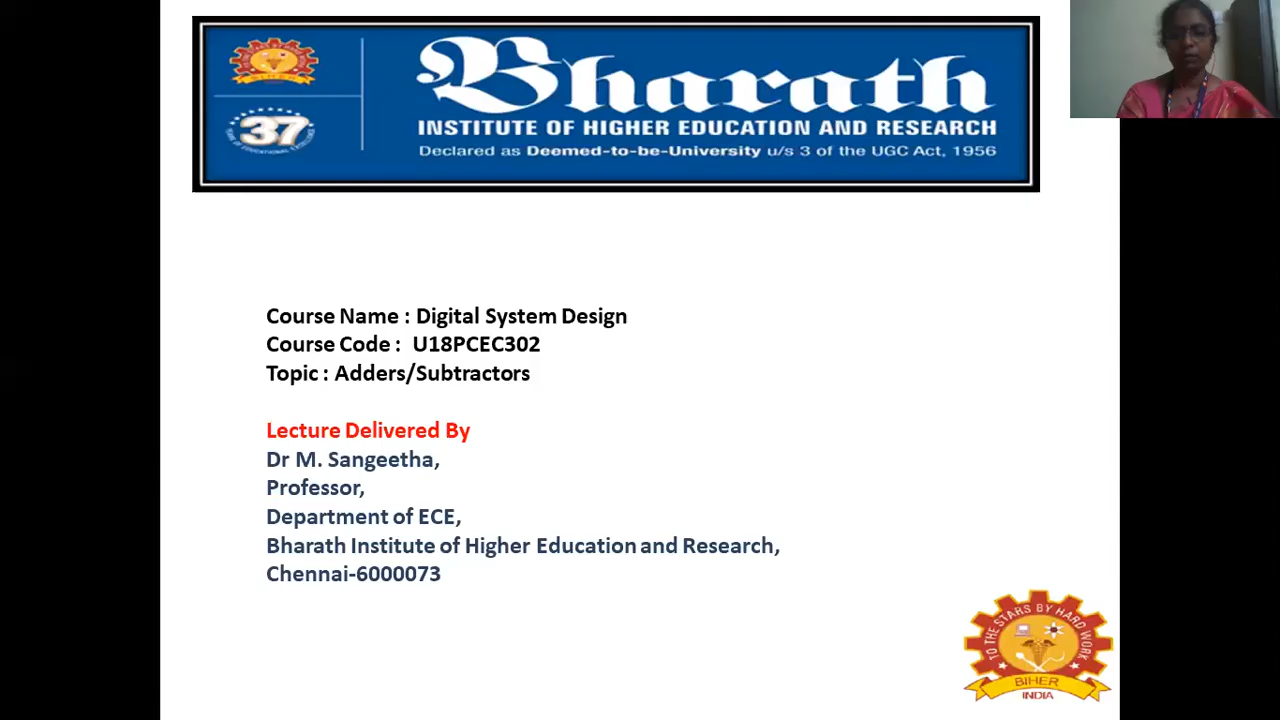 Bharath
INSTITUTE OF HIGHER EDUCATION AND RESEARCH
Declared as Deemed-to-be-University u/s 3 of the UGC Act, 1956
37
Course Name : Digital System Design
Course Code : U18PCEC302
Topic : Adders/Subtractors
Lecture Delivered By
Dr M. Sangeetha,
Professor,
Department of ECE,
Bharath Institute of Higher Education and Research,
Chennai-6000073
TO THE STARS BY HARD WORK
BIHER
INDIA